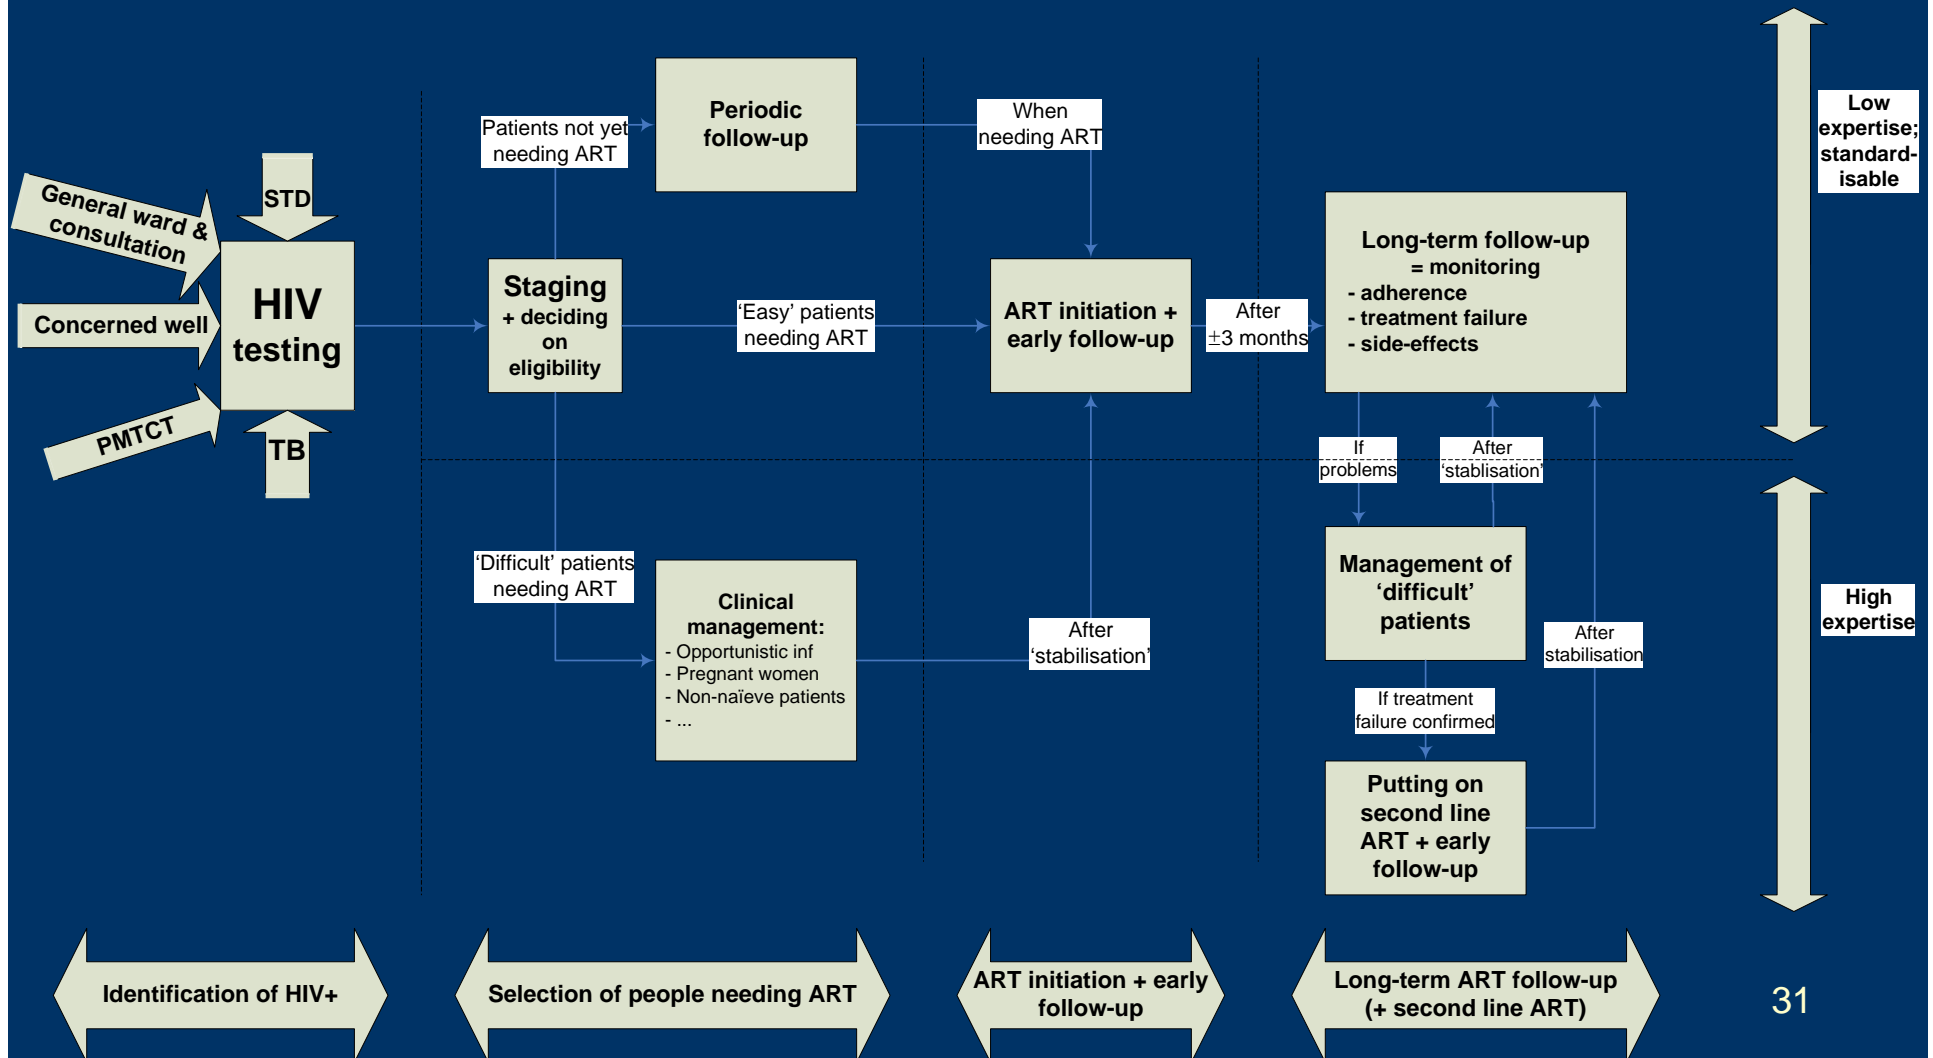 General ward &
consultation
STD
Concerned well
HIV
testing
PMTCT
TB
Patients not yet
needing ART
Periodic
follow-up
When
needing ART
Staging
+ deciding
on
eligibility
‘Easy’ patients
needing ART
ART initiation +
early follow-up
After
±3 months
Long-term follow-up
= monitoring
- adherence
- treatment failure
- side-effects
Low
expertise;
standard-
isable
If
problems
After
‘stablisation’
‘Difficult’ patients
needing ART
Clinical
management:
- Opportunistic inf
- Pregnant women
- Non-naïeve patients
- ...
After
‘stabilisation’
Management of
‘difficult’
patients
After
stabilisation
If treatment
failure confirmed
Putting on
second line
ART + early
follow-up
High
expertise
Identification of HIV+
Selection of people needing ART
ART initiation + early
follow-up
Long-term ART follow-up
(+ second line ART)
31